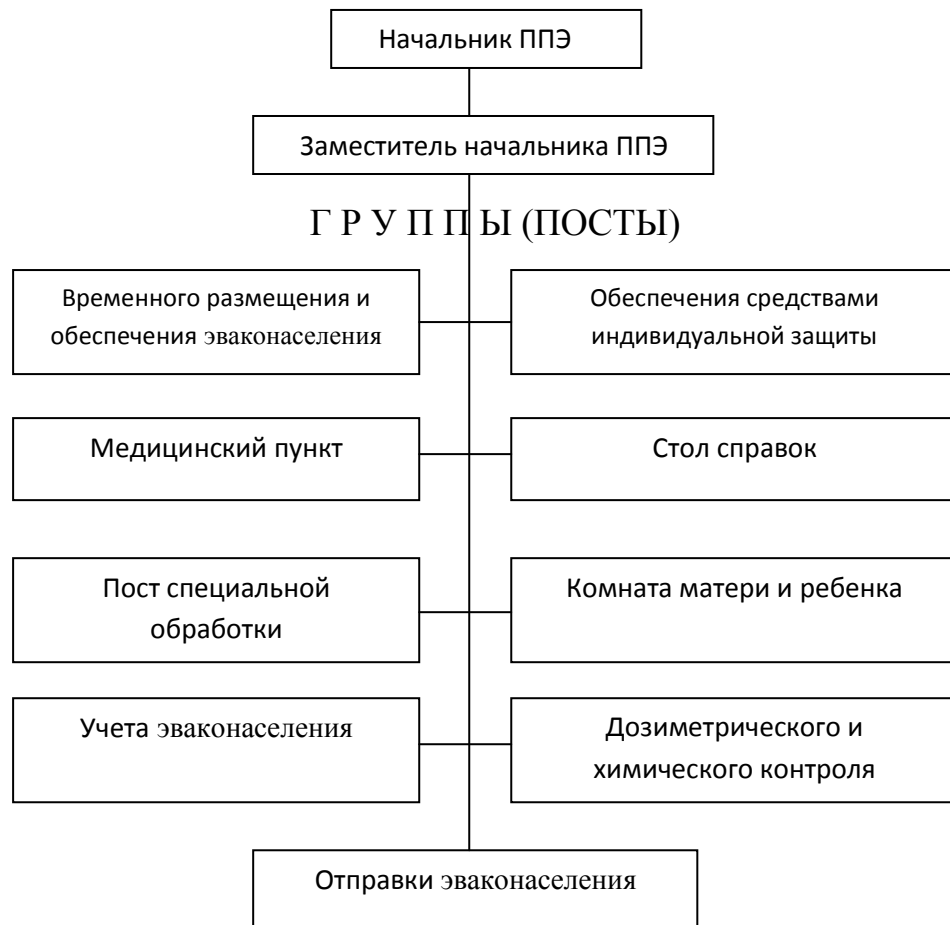 Начальник ППЭ
Заместитель начальника ППЭ
Г Р У П П Ы (ПОСТЫ)
Временного размещения и
обеспечения эваконаселения
Обеспечения средствами
индивидуальной защиты
Медицинский пункт
Стол справок
Пост специальной
обработки
Комната матери и ребенка
Учета эваконаселения
Дозиметрического и
химического контроля
Отправки эваконаселения